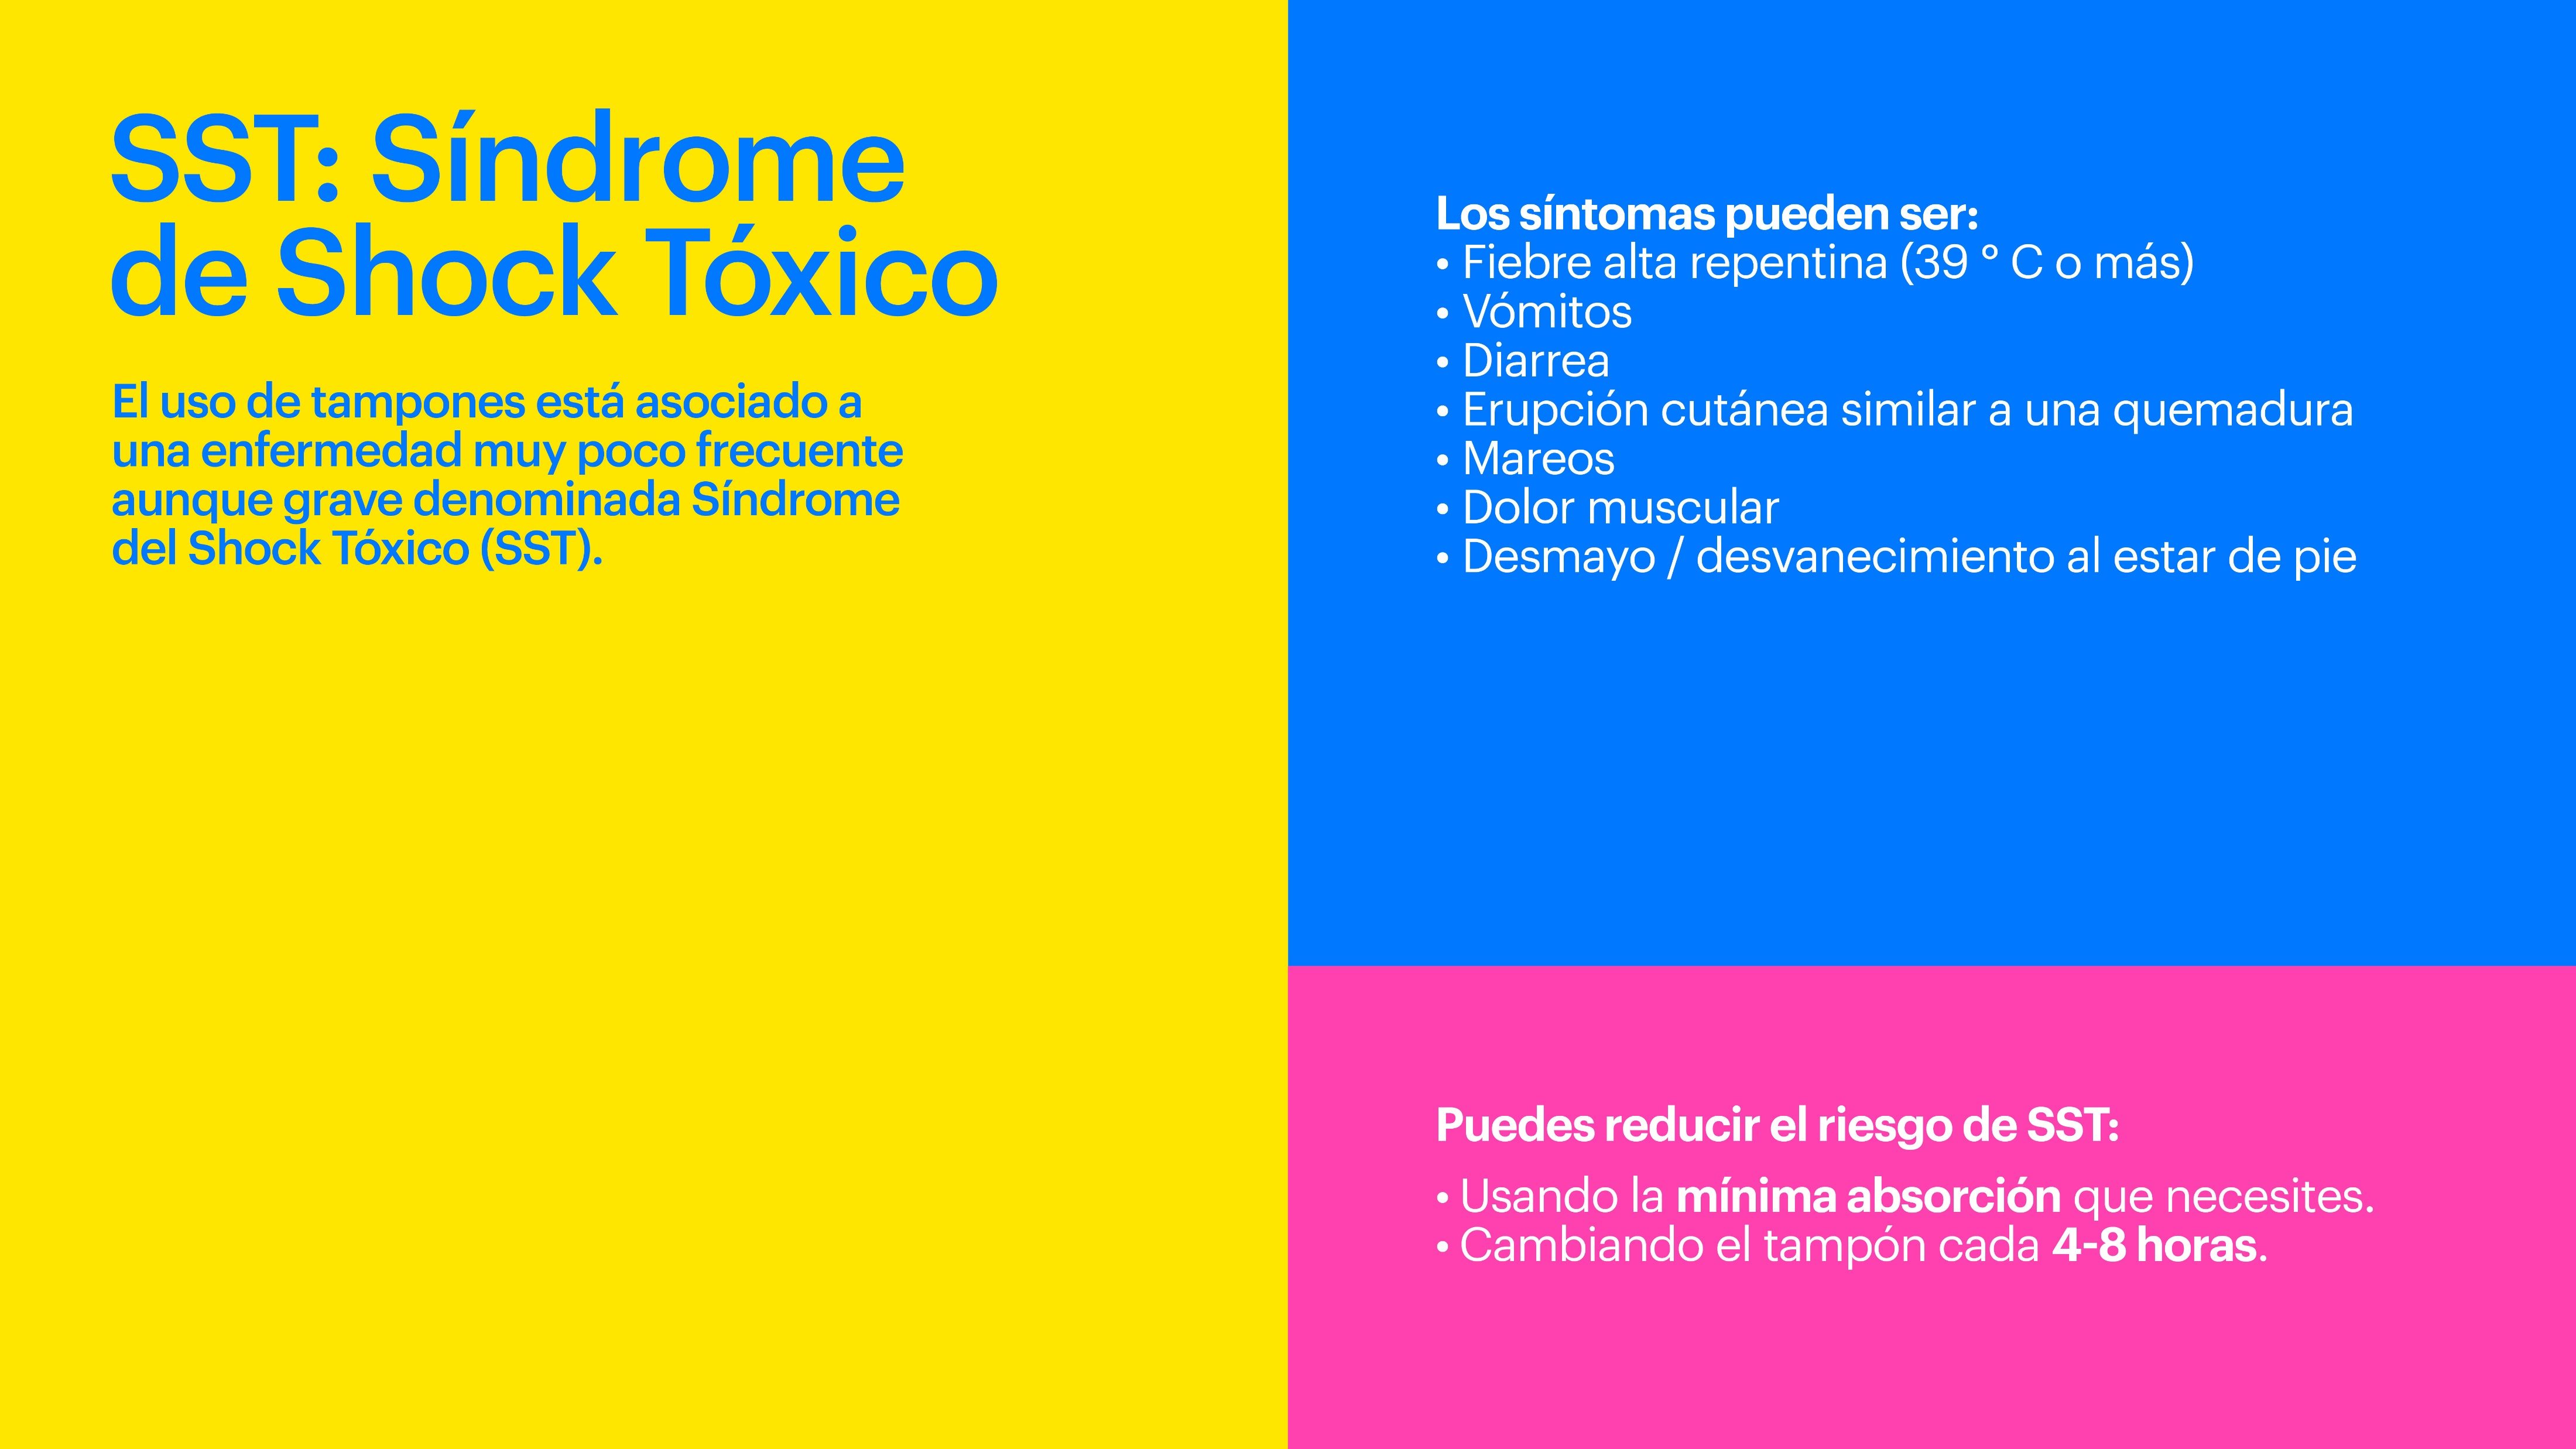 SST: Síndrome
de Shock Tóxico
El uso de tampones está asociado a
una enfermedad muy poco frecuente
aunque grave denominada Síndrome
del Shock Tóxico (SST).
Los síntomas pueden ser:
• Fiebre alta repentina (39 ° C o más)
• Vómitos
• Diarrea
• Erupción cutánea similar a una quemadura
• Mareos
• Dolor muscular
• Desmayo / desvanecimiento al estar de pie
Puedes reducir el riesgo de SST:
• Usando la mínima absorción que necesites.
• Cambiando el tampón cada 4-8 horas.